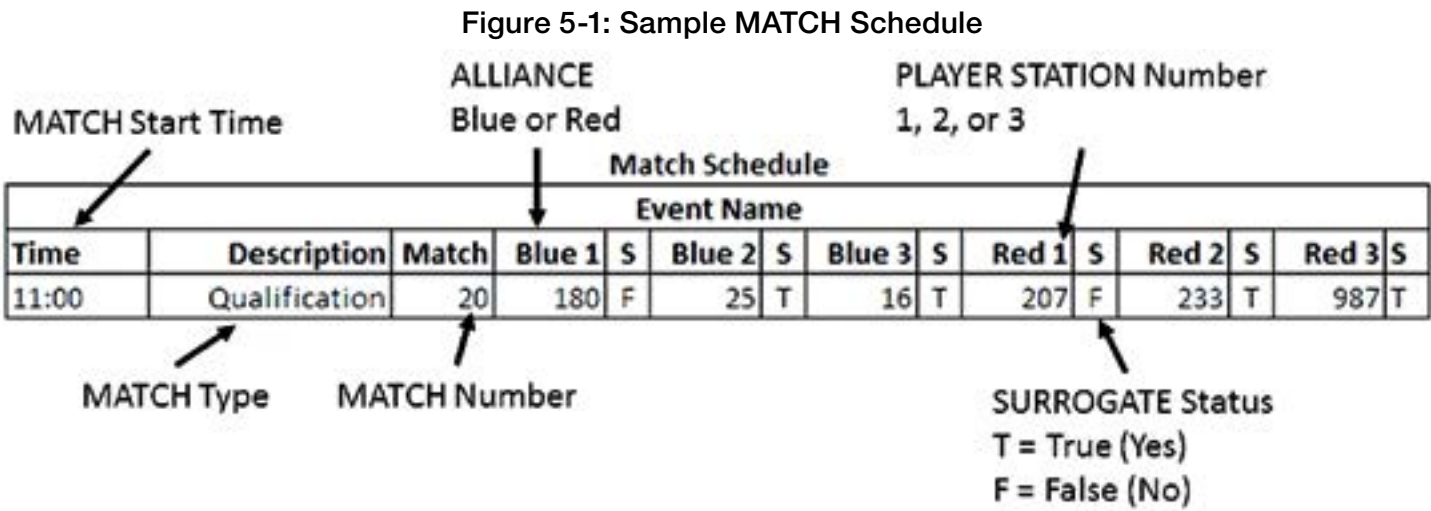 Figure 5-1: Sample MATCH Schedule
ALLIANCE
Blue or Red
PLAYER STATION Number
1, 2, or 3
MATCH Start Time
Match Schedule
Event Name
Time Description Match Blue 1 S Blue 2 S Blue 3 S Red 1 S Red 2 S Red 3 S
11:00 Qualification 20 180 F 25 T 16 T 207 F 233 T 987 T
MATCH Type
MATCH Number
SURROGATE Status
T = True (Yes)
F = False (No)